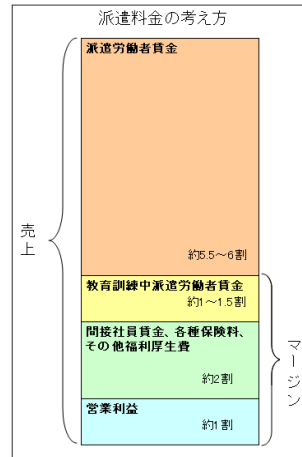 派遣料金の考え方
派遣労働者賃金
約5.5～6割
教育訓練中派遣労働者賃金
約1～1.5割
間接社員賃金、各種保険料、
その他福利厚生費
約2割
営業利益
約1割
売上
マージン